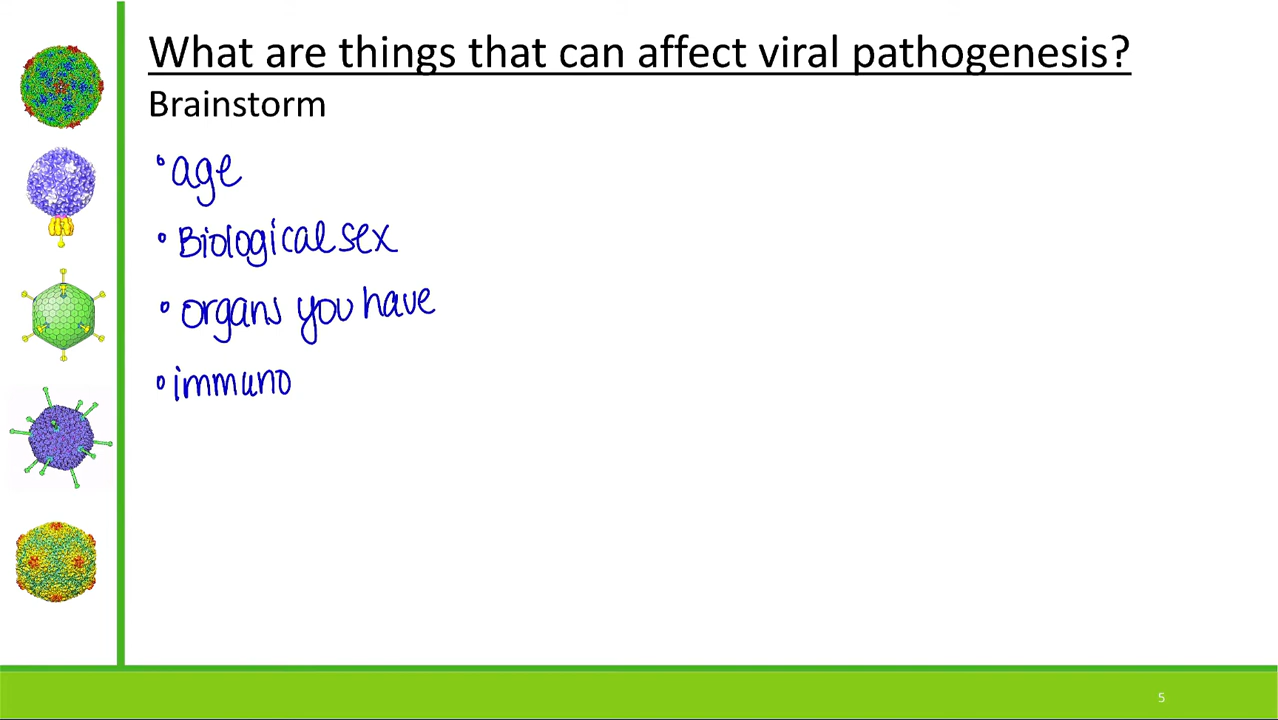 What are things that can affect viral pathogenesis?
Brainstorm
• age
• Biological sex
• organs you have
• immuno
5